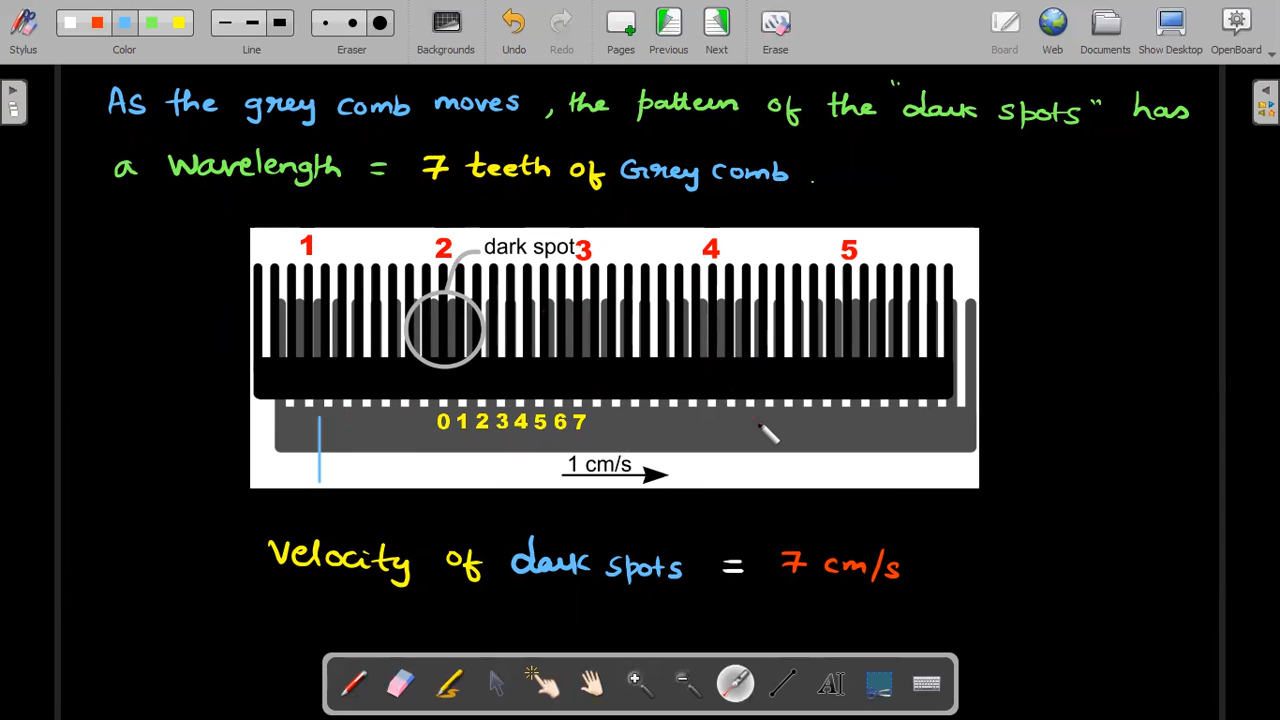 Stylus Color Line Eraser Backgrounds Undo Redo Pages Previous Next Erase Board Web Documents Show Desktop OpenBoard
As the grey comb moves, the pattern of the "dark spots" has
a wavelength = 7 teeth of Grey comb.
1 2 dark spot 3 4 5
0 1 2 3 4 5 6 7
1 cm/s
Velocity of dark spots = 7 cm/s
AI